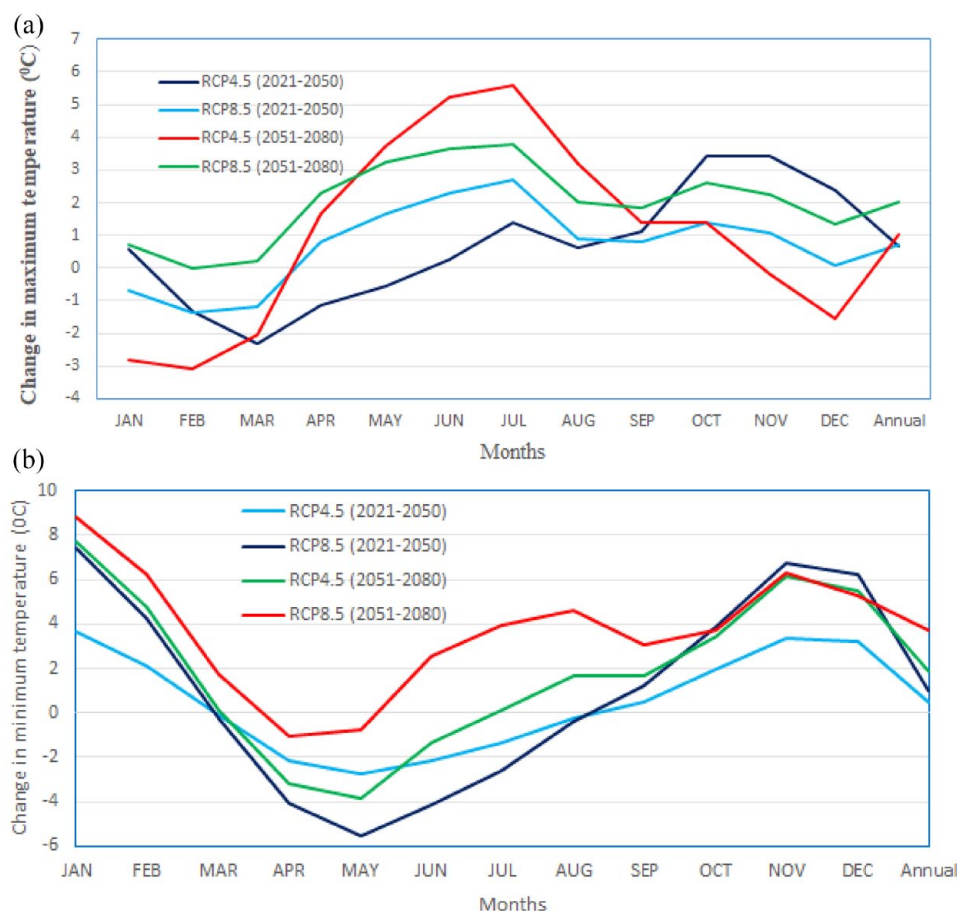 (a)
Change in maximum temperature (⁰C)
7
6
5
4
3
2
1
0
-1
-2
-3
-4
RCP4.5 (2021-2050)
RCP8.5 (2021-2050)
RCP4.5 (2051-2080)
RCP8.5 (2051-2080)
JAN FEB MAR APR MAY JUN JUL AUG SEP OCT NOV DEC Annual
Months
(b)
Change in minimum temperature (0C)
10
8
6
4
2
0
-2
-4
-6
RCP4.5 (2021-2050)
RCP8.5 (2021-2050)
RCP4.5 (2051-2080)
RCP8.5 (2051-2080)
JAN FEB MAR APR MAY JUN JUL AUG SEP OCT NOV DEC Annual
Months